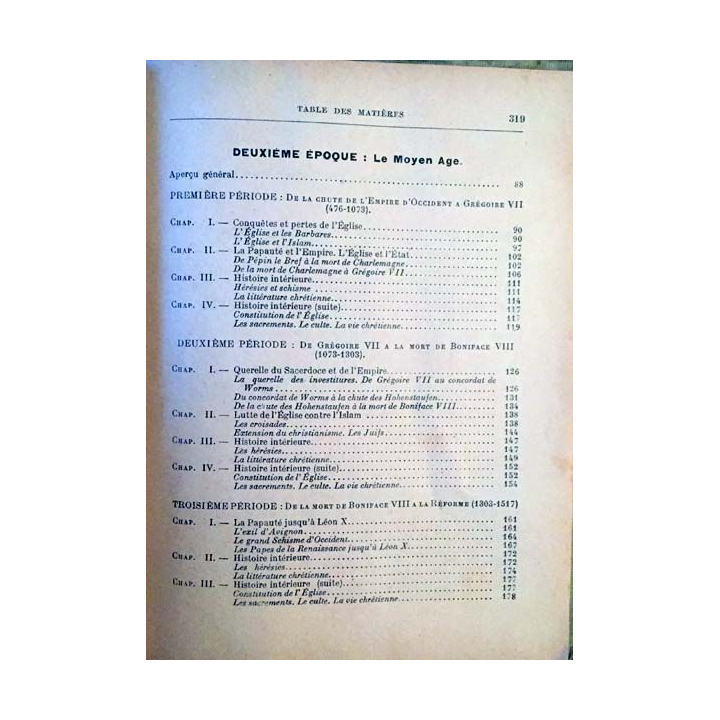 TABLE DES MATIÈRES 319
DEUXIÈME ÉPOQUE : Le Moyen Age.
Aperçu général........ 88
PREMIÈRE PÉRIODE : DE LA CHUTE DE L'EMPIRE D'OCCIDENT A GRÉGOIRE VII
(476-1073).
CHAP. I. — Conquêtes et pertes de l'Église........ 90
L'Église et les Barbares........ 90
L'Église et l'Islam........ 97
CHAP. II. — La Papauté et l'Empire. L'Église et l'État........ 102
De Pépin le Bref à la mort de Charlemagne........ 102
De la mort de Charlemagne à Grégoire VII........ 106
CHAP. III. — Histoire intérieure........ 111
Hérésies et schisme........ 111
La littérature chrétienne........ 114
CHAP. IV. — Histoire intérieure (suite)........ 117
Constitution de l'Église........ 117
Les sacrements. Le culte. La vie chrétienne........ 119
DEUXIÈME PÉRIODE : DE GRÉGOIRE VII A LA MORT DE BONIFACE VIII
(1073-1303).
CHAP. I. — Querelle du Sacerdoce et de l'Empire........ 126
La querelle des investitures. De Grégoire VII au concordat de
Worms........ 126
Du concordat de Worms à la chute des Hohenstaufen........ 131
De la chute des Hohenstaufen à la mort de Boniface VIII........ 134
CHAP. II. — Lutte de l'Église contre l'Islam........ 138
Les croisades........ 138
Extension du christianisme. Les Juifs........ 144
CHAP. III. — Histoire intérieure........ 147
Les hérésies........ 147
La littérature chrétienne........ 149
CHAP. IV. — Histoire intérieure (suite)........ 152
Constitution de l'Église........ 152
Les sacrements. Le culte. La vie chrétienne........ 154
TROISIÈME PÉRIODE : DE LA MORT DE BONIFACE VIII A LA RÉFORME (1303-1517)
CHAP. I. — La Papauté jusqu'à Léon X........ 161
L'exil d'Avignon........ 161
Le grand Schisme d'Occident........ 164
Les Papes de la Renaissance jusqu'à Léon X........ 167
CHAP. II. — Histoire intérieure........ 172
Les hérésies........ 172
La littérature chrétienne........ 174
CHAP. III. — Histoire intérieure (suite)........ 177
Constitution de l'Église........ 177
Les sacrements. Le culte. La vie chrétienne........ 178